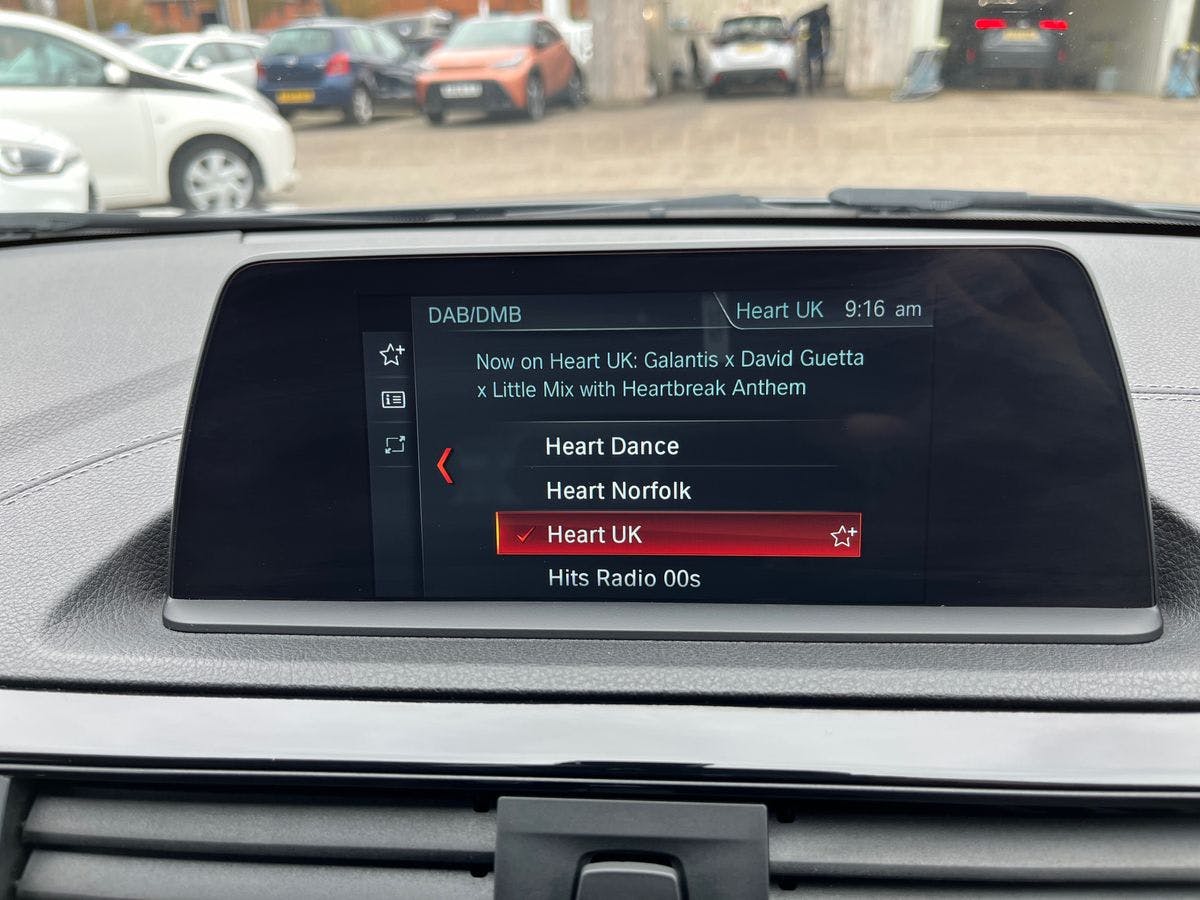 DAB/DMB
Heart UK 9:16 am
Now on Heart UK: Galantis x David Guetta
x Little Mix with Heartbreak Anthem
Heart Dance
Heart Norfolk
Heart UK
Hits Radio 00s